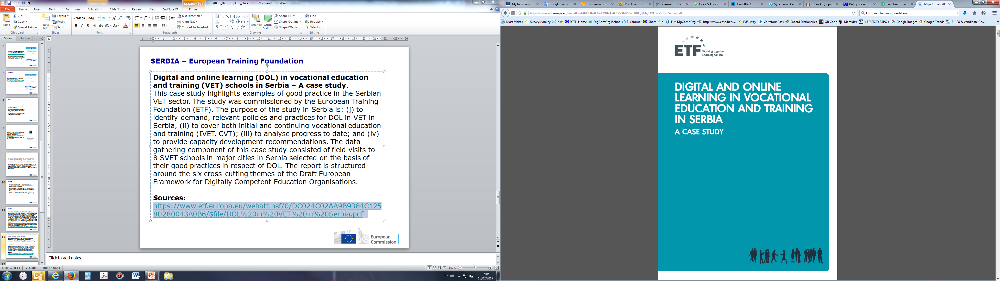 170118_DigCompOrg_Uses.pptx - Microsoft PowerPoint
Drawing Tools
File Home Insert Design Transitions Animations Slide Show Review View EndNote X7 Format
Paste
Cut
Copy
Format Painter
Clipboard
New Slide
Layout
Reset
Section
Slides
Verdana (Body) 18
Font
Paragraph
Text Direction
Align Text
Convert to SmartArt
Arrange
Quick Styles
Shape Fill
Shape Outline
Shape Effects
Drawing
Find
Replace
Select
Editing
Slides Outline
5
6
7
8
9
10
11
12
13
SERBIA – European Training Foundation
Digital and online learning (DOL) in vocational education
and training (VET) schools in Serbia – A case study.
This case study highlights examples of good practice in the Serbian
VET sector. The study was commissioned by the European Training
Foundation (ETF). The purpose of the study in Serbia is: (i) to
identify demand, relevant policies and practices for DOL in VET in
Serbia, (ii) to cover both initial and continuing vocational education
and training (IVET, CVT); (iii) to analyse progress to date; and (iv)
to provide capacity development recommendations. The data-
gathering component of this case study consisted of field visits to
8 SVET schools in major cities in Serbia selected on the basis of
their good practices in respect of DOL. The report is structured
around the six cross-cutting themes of the Draft European
Framework for Digitally Competent Education Organisations.
Sources:
https://www.etf.europa.eu/webatt.nsf/0/DC024C02AA9B9384C125
80280043A0B6/$file/DOL%20in%20VET%20in%20Serbia.pdf
European
Commission
Click to add notes
Slide 12 of 14 "2_Blank" English (U.K.) 107%
EN 16:05
15/02/2017
My Intracom... Google Transl... Thesaurus.co... My Drive - Go... Yammer : ET 2... Docs & Files –... TweetDeck Sync.com | Co... Inbox (10) - pa... Policy for repr... Free Grammar... https:/...bia.pdf
https://www.etf.europa.eu/webatt.nsf/0/DC024C02AA9B9384C12580280043A0B6/$file/DOL in VET in Serbia.pdf
European training foundation
Most Visited SurveyMonkey Kiwi ICTLI Home DigComOrg4Schools Yammer Short URLs EIM DigCompOrg http://www.easo.hezk... EUSurvey Carrefour Pass Oxford Dictionaries QR Code Memidex :: EDIFICIO EXPO :: Google Images Google Trends EU-28 & candidate Co...
ETF
Working together
Learning for life
DIGITAL AND ONLINE
LEARNING IN VOCATIONAL
EDUCATION AND TRAINING
IN SERBIA
A CASE STUDY